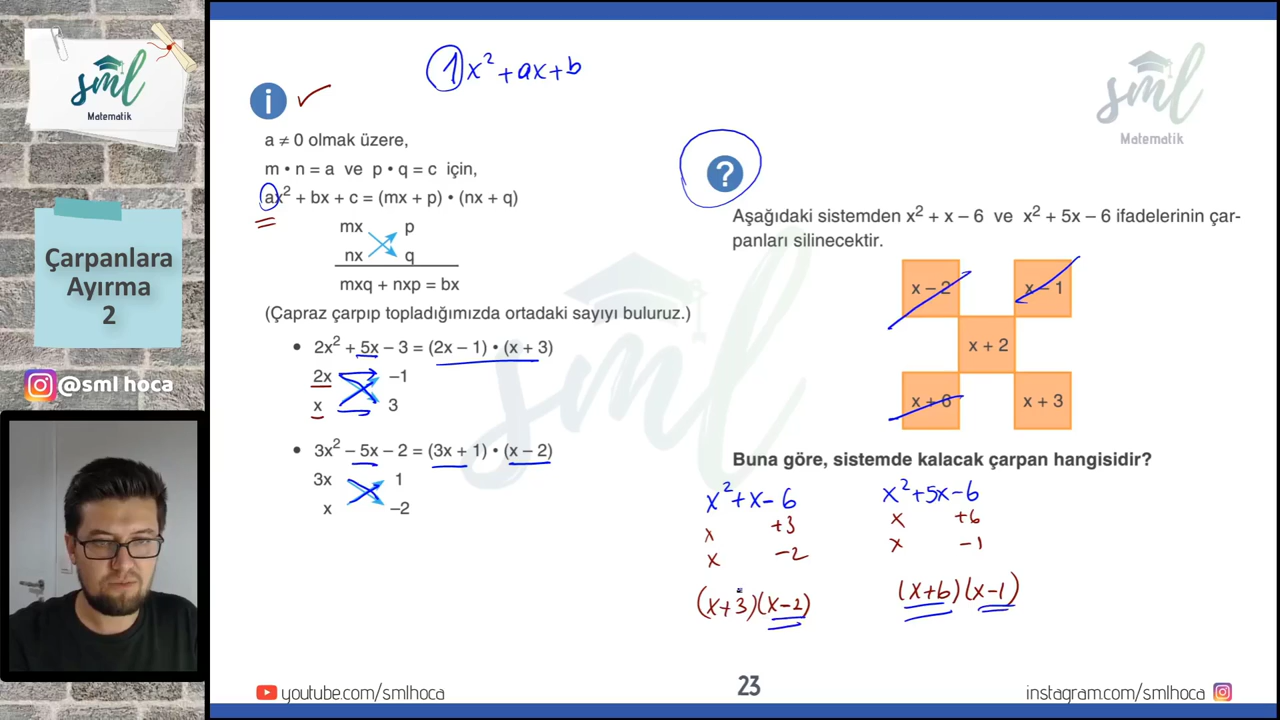 sml
Matematik
Çarpanlara
Ayırma
2
@sml hoca
1x² + ax + b
i
a ≠ 0 olmak üzere,
m • n = a ve p • q = c için,
ax² + bx + c = (mx + p) • (nx + q)
mx p
nx q
mxq + nxp = bx
(Çapraz çarpıp topladığımızda ortadaki sayıyı buluruz.)
• 2x² + 5x – 3 = (2x – 1) • (x + 3)
2x –1
x 3
• 3x² – 5x – 2 = (3x + 1) • (x – 2)
3x 1
x –2
sml
Matematik
?
Aşağıdaki sistemden x² + x – 6 ve x² + 5x – 6 ifadelerinin çar-
panları silinecektir.
x – 2 x – 1
x + 2
x + 6 x + 3
Buna göre, sistemde kalacak çarpan hangisidir?
x² + x – 6
x +3
x –2
(x+3)(x–2)
x² + 5x – 6
x +6
x –1
(x+6)(x–1)
sml
youtube.com/smlhoca
23
instagram.com/smlhoca